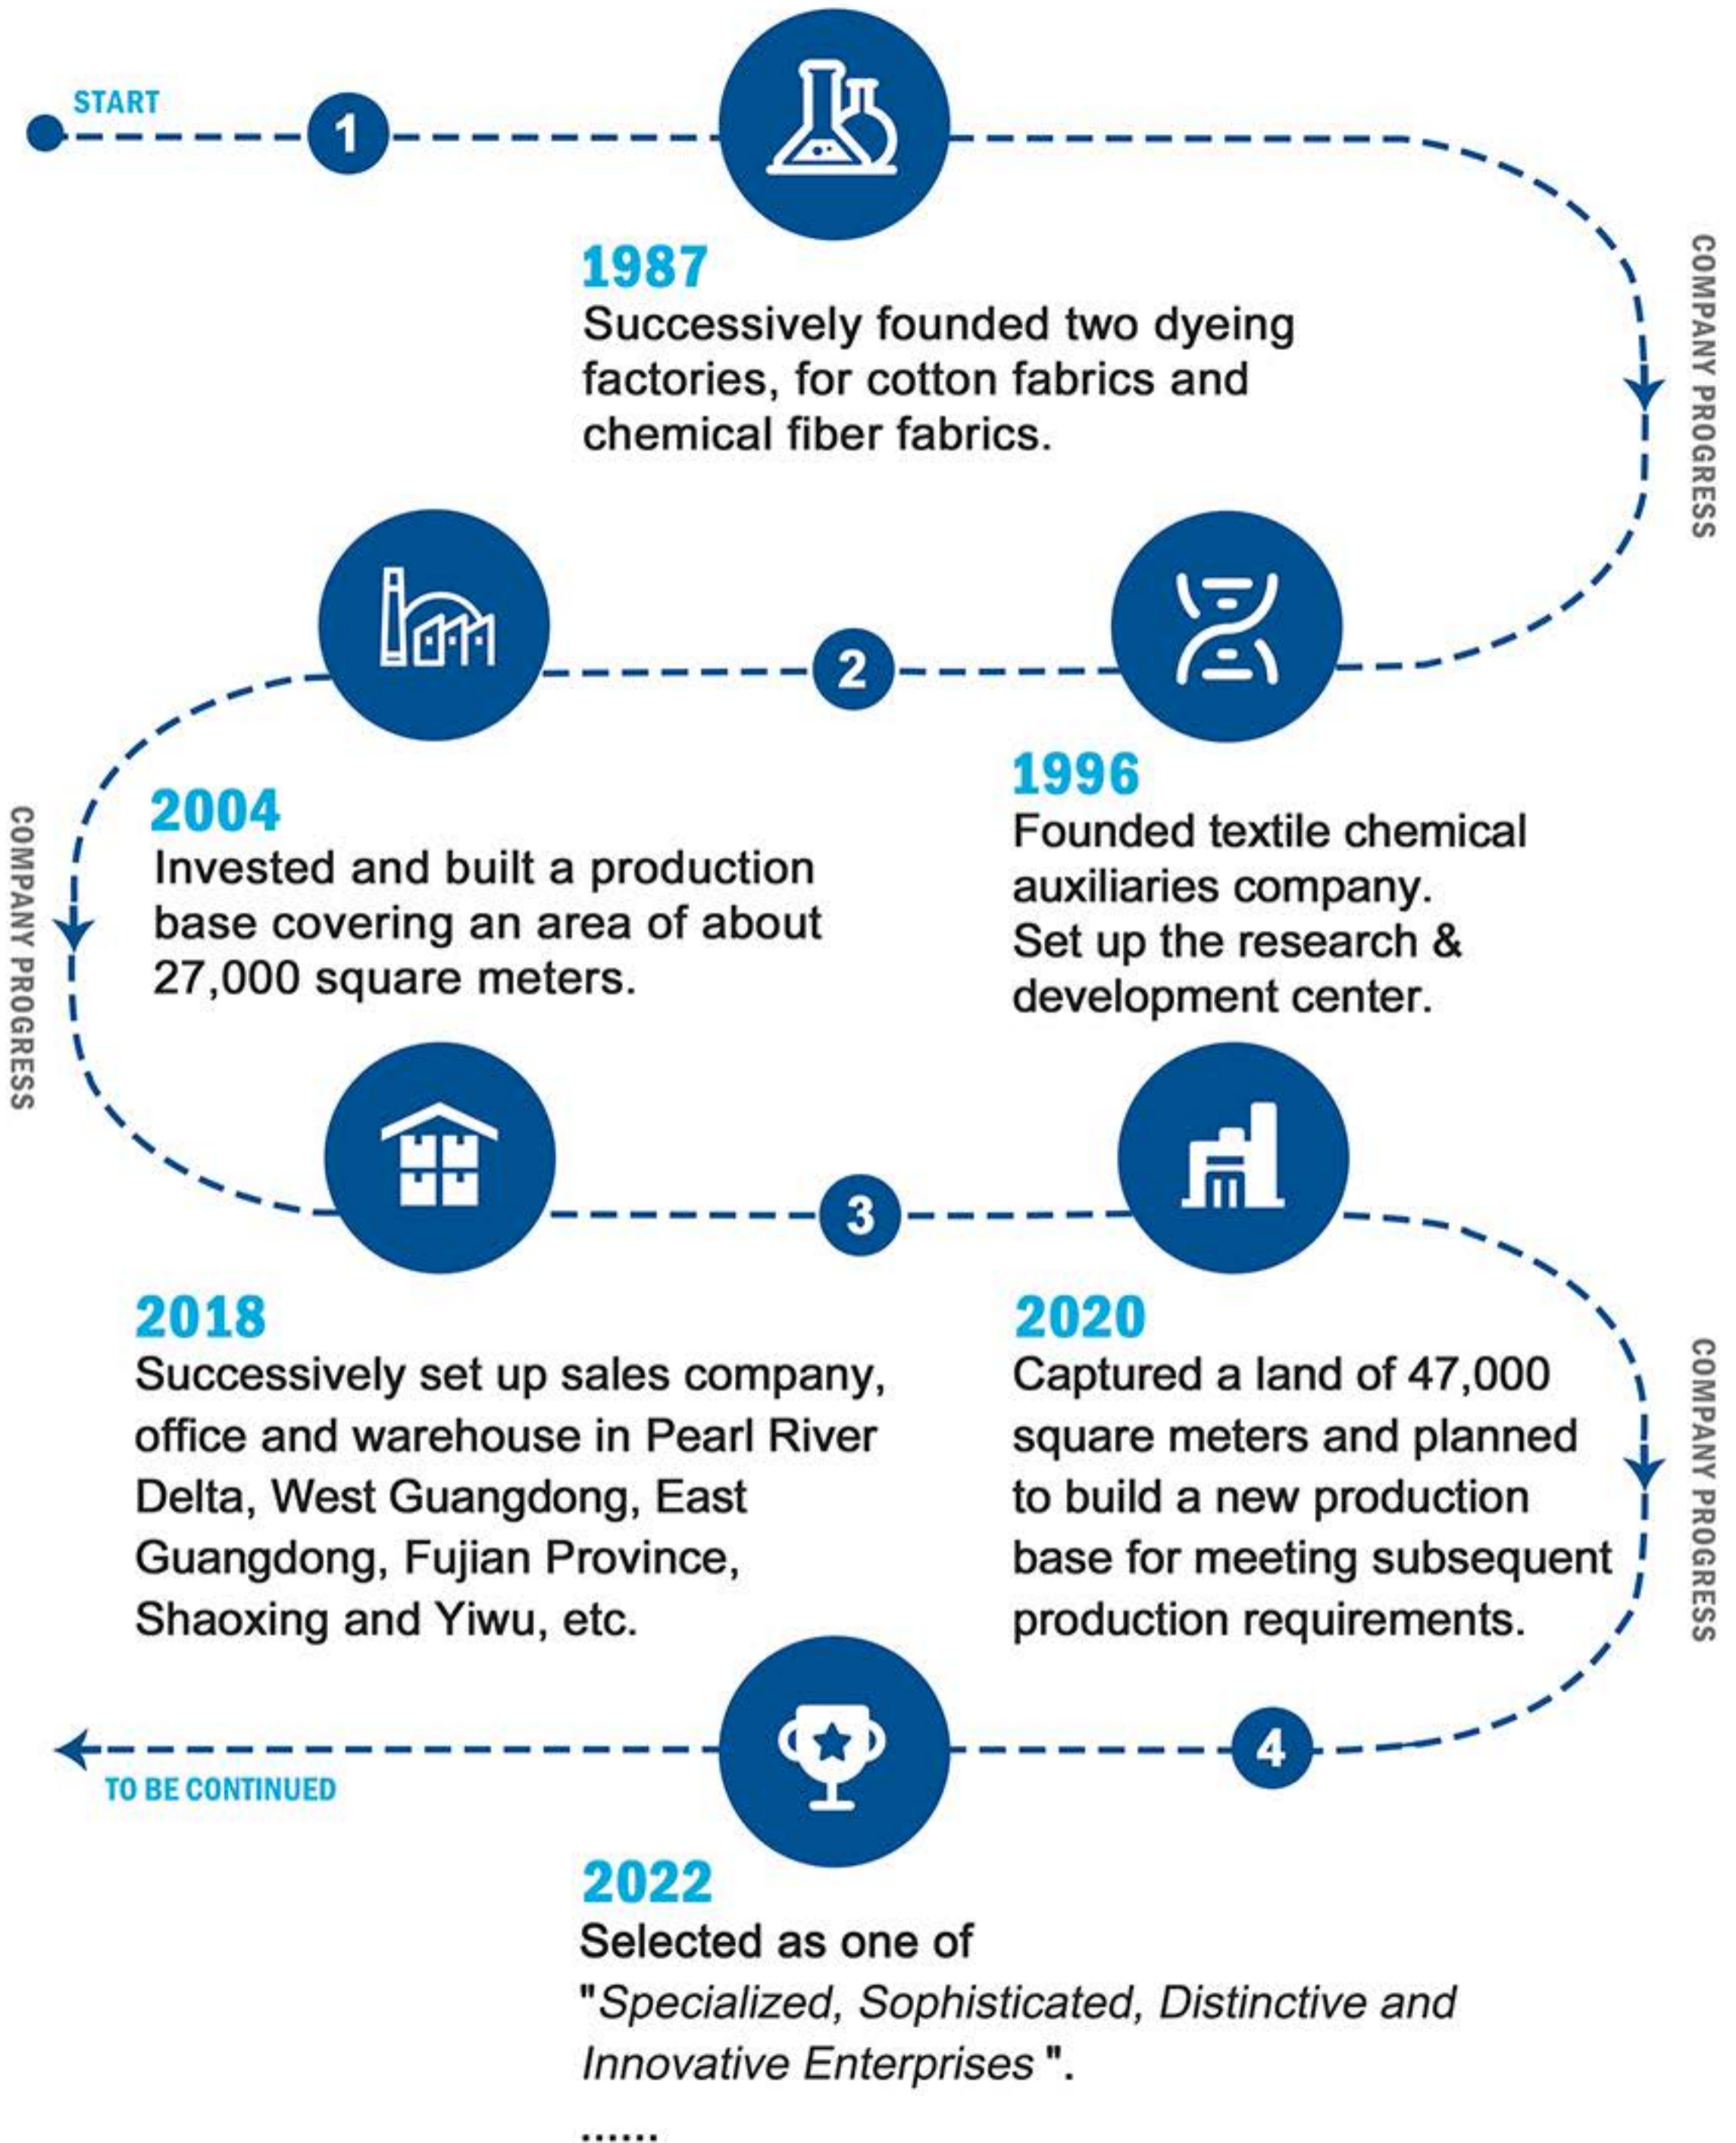 START
1
1987
Successively founded two dyeing
factories, for cotton fabrics and
chemical fiber fabrics.
COMPANY PROGRESS
2
1996
Founded textile chemical
auxiliaries company.
Set up the research &
development center.
2004
Invested and built a production
base covering an area of about
27,000 square meters.
COMPANY PROGRESS
3
2018
Successively set up sales company,
office and warehouse in Pearl River
Delta, West Guangdong, East
Guangdong, Fujian Province,
Shaoxing and Yiwu, etc.
2020
Captured a land of 47,000
square meters and planned
to build a new production
base for meeting subsequent
production requirements.
COMPANY PROGRESS
4
2022
Selected as one of
"Specialized, Sophisticated, Distinctive and
Innovative Enterprises ".
......
TO BE CONTINUED